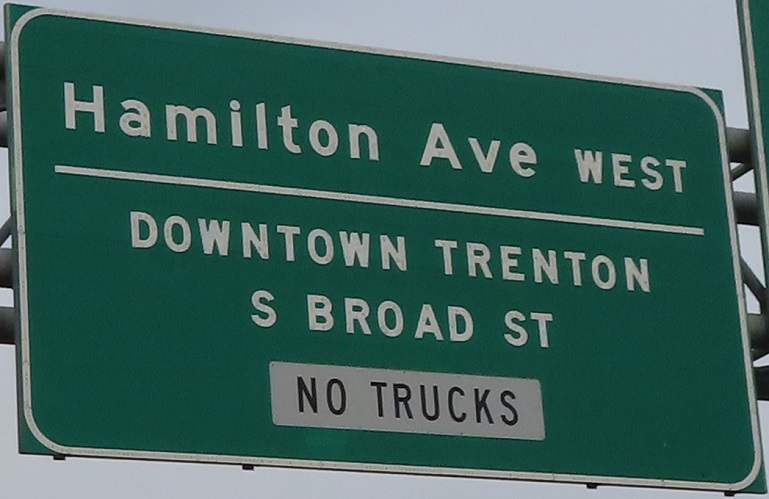 Hamilton Ave WEST
DOWNTOWN TRENTON
S BROAD ST
NO TRUCKS